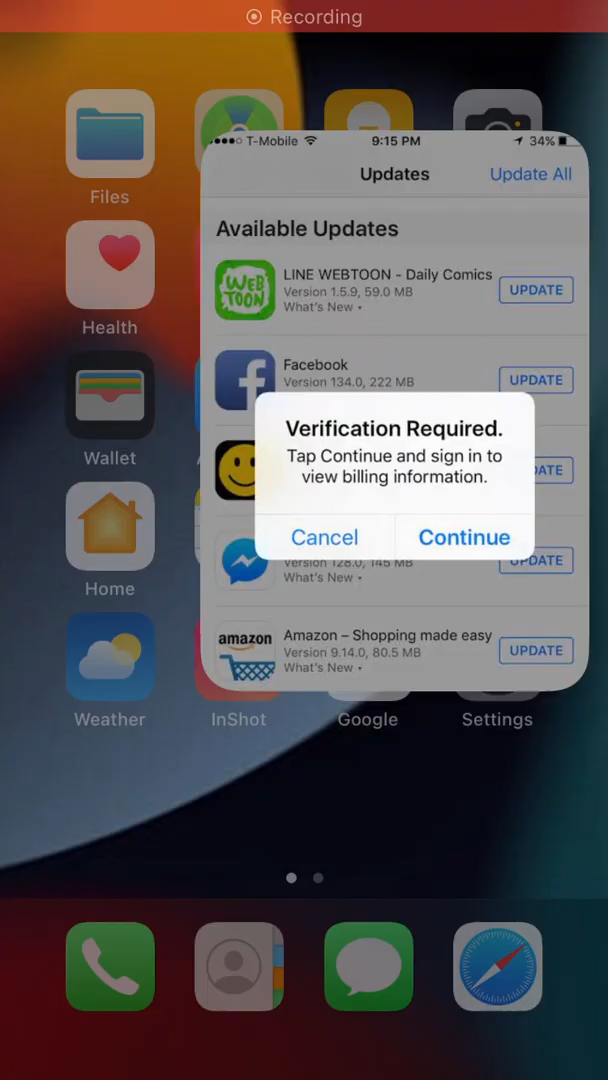 Recording
T-Mobile 9:15 PM 34%
Updates Update All
Available Updates
WEB
TOON
LINE WEBTOON - Daily Comics
Version 1.5.9, 59.0 MB
What's New
UPDATE
Facebook
Version 134.0, 222 MB
UPDATE
Verification Required.
Tap Continue and sign in to
view billing information.
Cancel Continue
Version 128.0, 145 MB
What's New
UPDATE
amazon
Amazon – Shopping made easy
Version 9.14.0, 80.5 MB
What's New
UPDATE
Files
Health
Wallet
Home
Weather InShot Google Settings